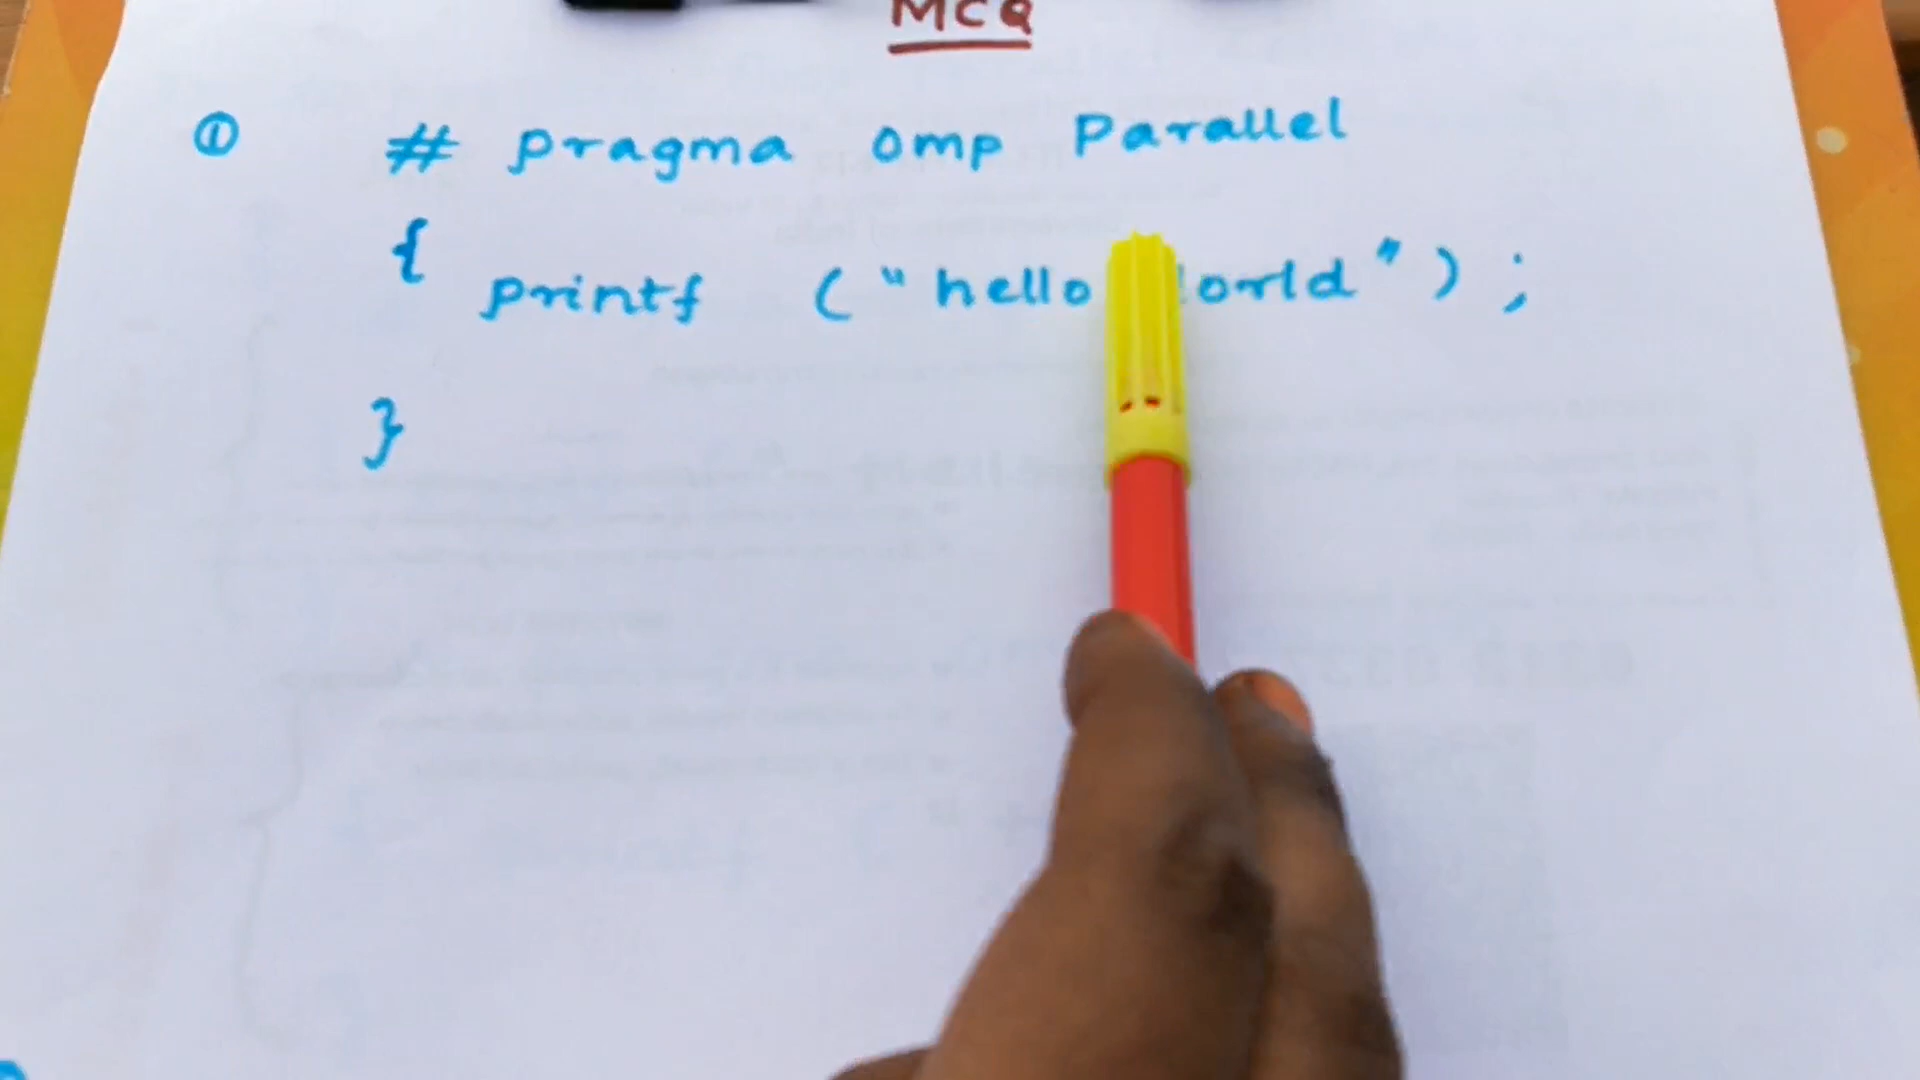 MCQ
① # pragma omp Parallel
{
printf ("hello orld");
}